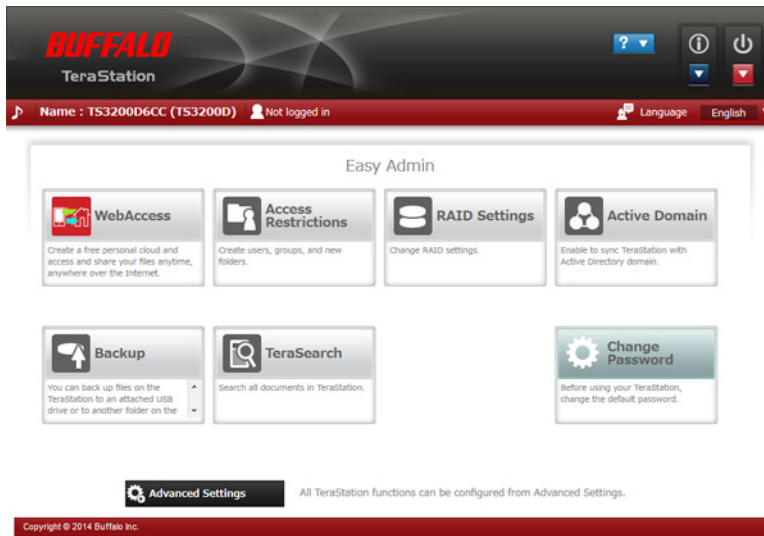 BUFFALO
TeraStation
?
Name : TS3200D6CC (TS3200D)
Not logged in
Language
English
Easy Admin
WebAccess
Create a free personal cloud and
access and share your files anytime,
anywhere over the Internet.
Access
Restrictions
Create users, groups, and new
folders.
RAID Settings
Change RAID settings.
Active Domain
Enable to sync TeraStation with
Active Directory domain.
Backup
You can back up files on the
TeraStation to an attached USB
drive or to another folder on the
TeraSearch
Search all documents in TeraStation.
Change
Password
Before using your TeraStation,
change the default password.
Advanced Settings
All TeraStation functions can be configured from Advanced Settings.
Copyright © 2014 Buffalo Inc.